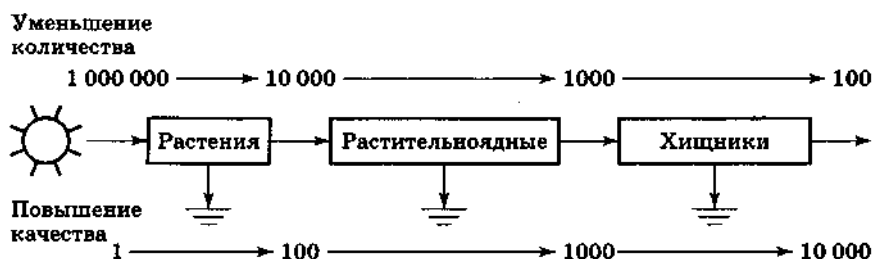 Уменьшение
количества
1 000 000 10 000 1000 100
Растения Растительноядные Хищники
Повышение
качества
1 100 1000 10 000